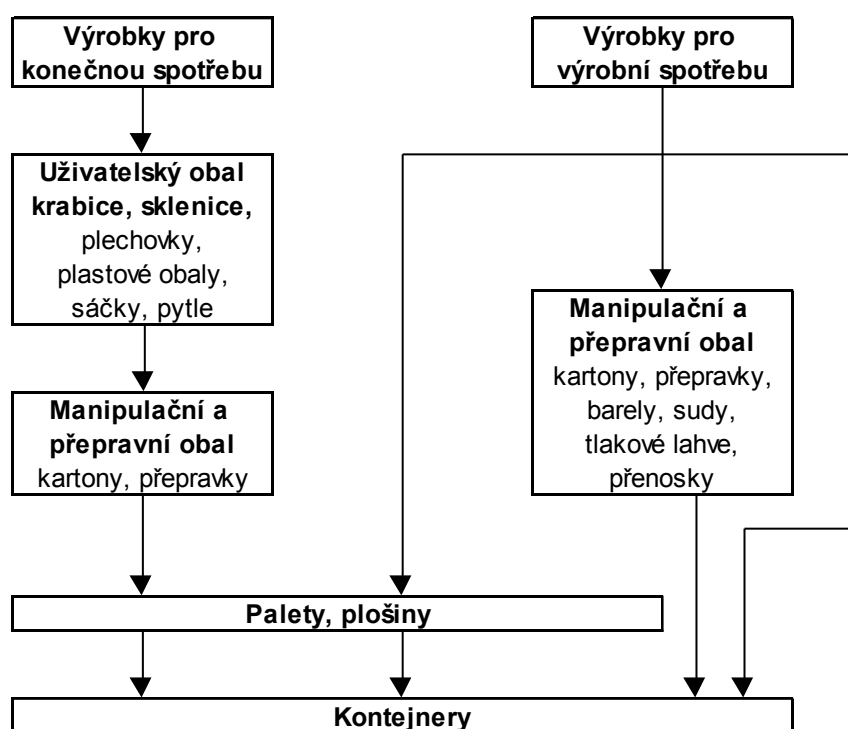 Výrobky pro
konečnou spotřebu
Výrobky pro
výrobní spotřebu
Uživatelský obal
krabice, sklenice,
plechovky,
plastové obaly,
sáčky, pytle
Manipulační a
přepravní obal
kartony, přepravky,
barely, sudy,
tlakové lahve,
přenosky
Manipulační a
přepravní obal
kartony, přepravky
Palety, plošiny
Kontejnery